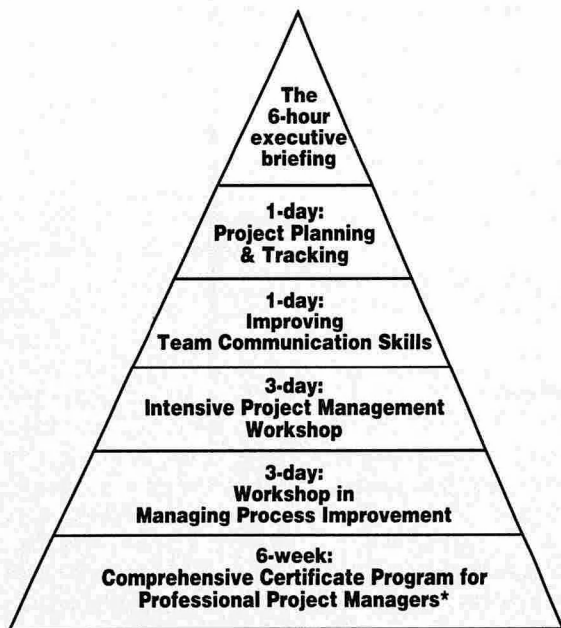 The
6-hour
executive
briefing
1-day:
Project Planning
& Tracking
1-day:
Improving
Team Communication Skills
3-day:
Intensive Project Management
Workshop
3-day:
Workshop in
Managing Process Improvement
6-week:
Comprehensive Certificate Program for
Professional Project Managers*